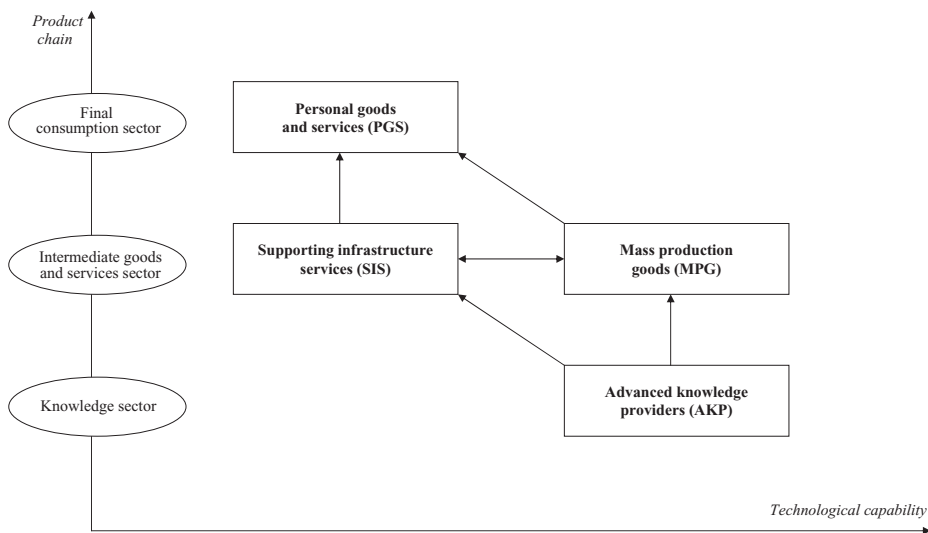 Product
chain
Final
consumption sector
Personal goods
and services (PGS)
Intermediate goods
and services sector
Supporting infrastructure
services (SIS)
Mass production
goods (MPG)
Knowledge sector
Advanced knowledge
providers (AKP)
Technological capability